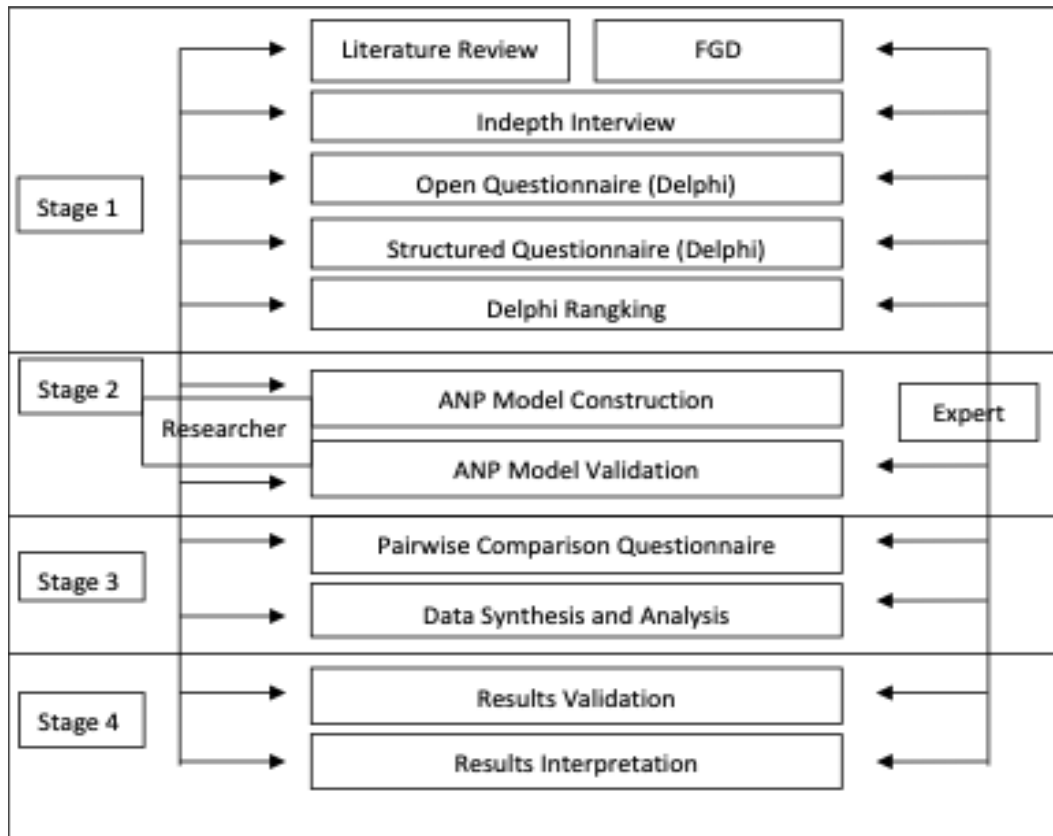 Literature Review
FGD
Indepth Interview
Open Questionnaire (Delphi)
Stage 1
Structured Questionnaire (Delphi)
Delphi Rangking
Stage 2
ANP Model Construction
Researcher
Expert
ANP Model Validation
Pairwise Comparison Questionnaire
Stage 3
Data Synthesis and Analysis
Results Validation
Stage 4
Results Interpretation